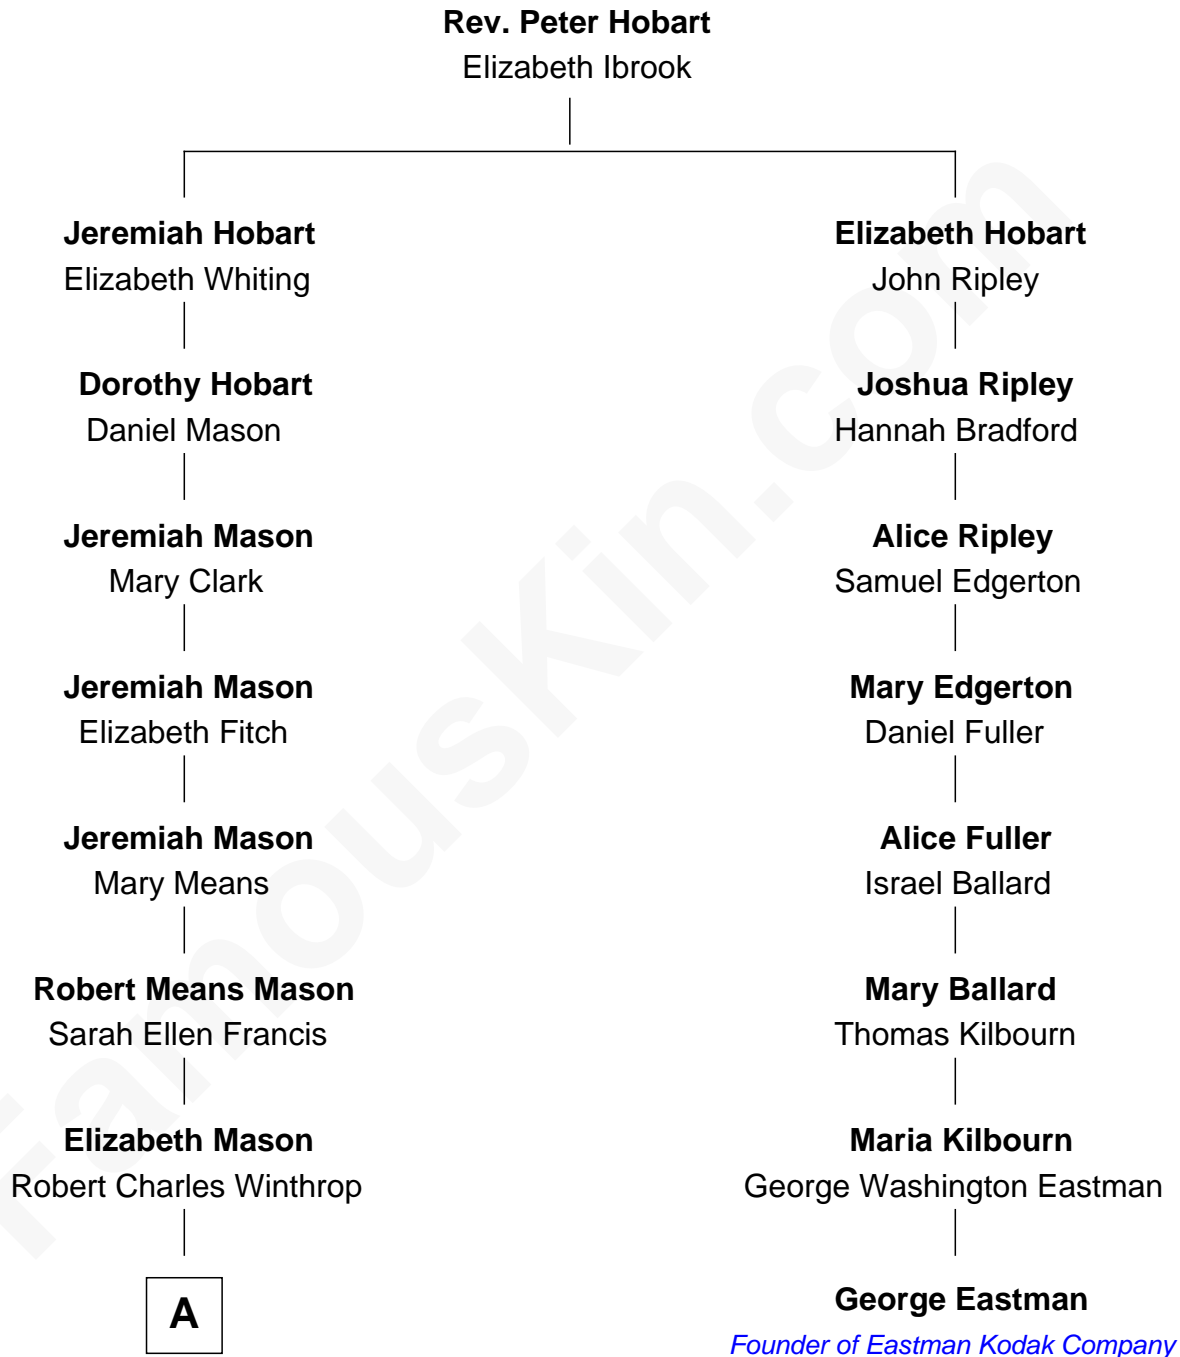 Rev. Peter Hobart
Elizabeth Ibrook
Jeremiah Hobart
Elizabeth Whiting
Dorothy Hobart
Daniel Mason
Jeremiah Mason
Mary Clark
Jeremiah Mason
Elizabeth Fitch
Jeremiah Mason
Mary Means
Robert Means Mason
Sarah Ellen Francis
Elizabeth Mason
Robert Charles Winthrop
A
Elizabeth Hobart
John Ripley
Joshua Ripley
Hannah Bradford
Alice Ripley
Samuel Edgerton
Mary Edgerton
Daniel Fuller
Alice Fuller
Israel Ballard
Mary Ballard
Thomas Kilbourn
Maria Kilbourn
George Washington Eastman
George Eastman
Founder of Eastman Kodak Company
FamousKin.com